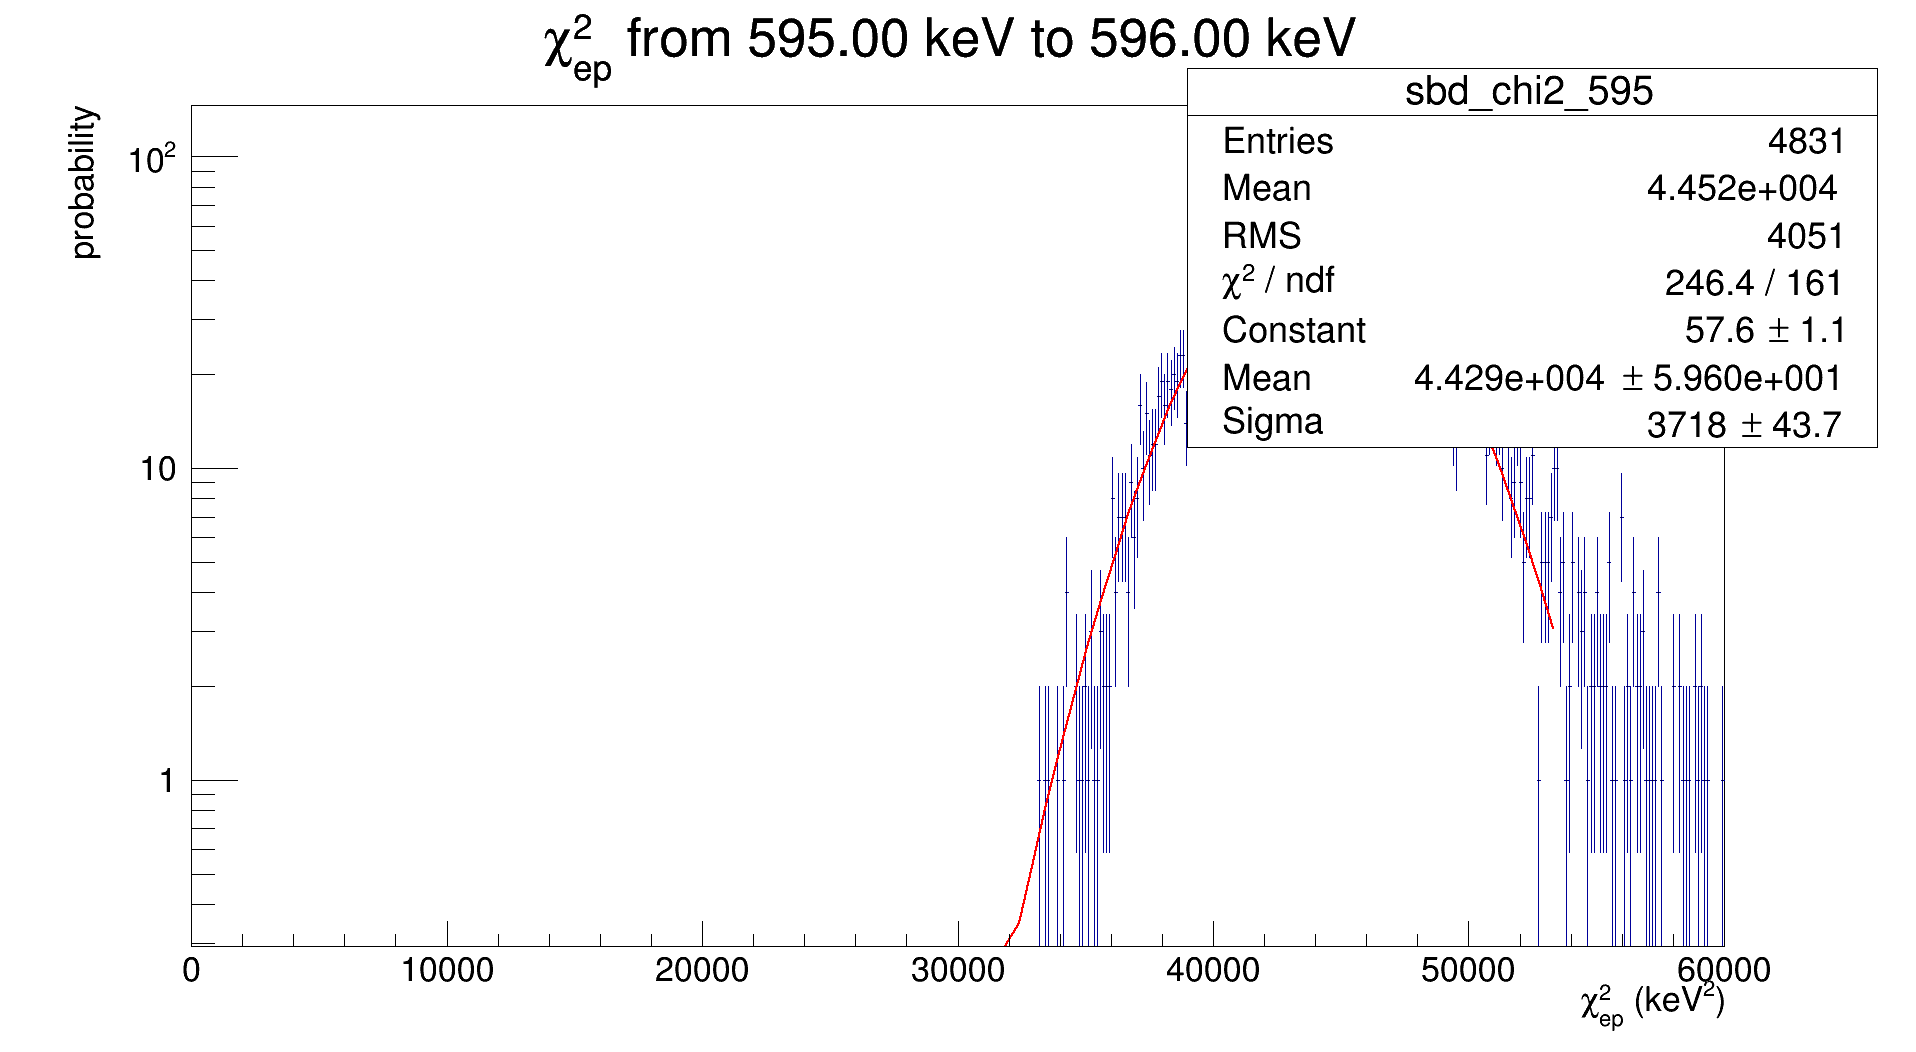 χ²ep from 595.00 keV to 596.00 keV
sbd_chi2_595
Entries 4831
Mean 4.452e+004
RMS 4051
χ² / ndf 246.4 / 161
Constant 57.6 ± 1.1
Mean 4.429e+004 ± 5.960e+001
Sigma 3718 ± 43.7
probability
10²
10
1
0 10000 20000 30000 40000 50000 60000
χ²ep (keV²)